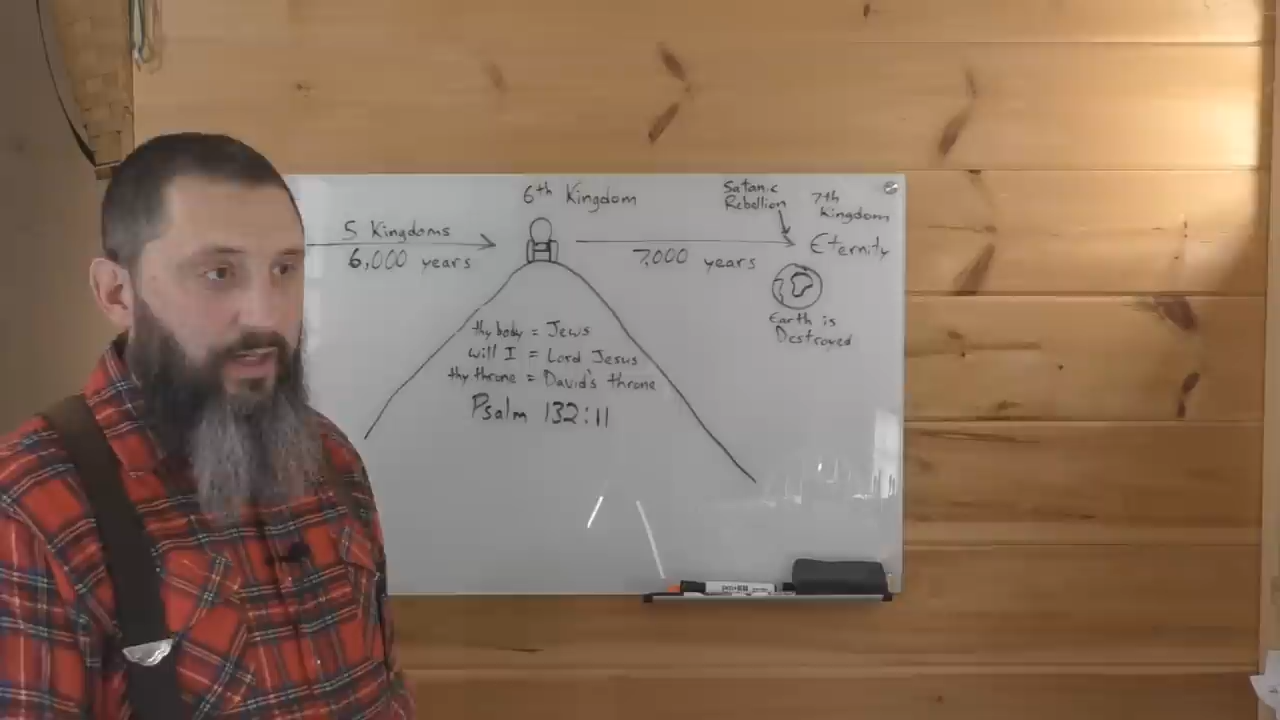 6th Kingdom
5 Kingdoms
6,000 years
7,000 years
Satanic
Rebellion
7th
Kingdom
Eternity
Earth is
Destroyed
thy body = Jews
will I = Lord Jesus
thy throne = David's throne
Psalm 132:11